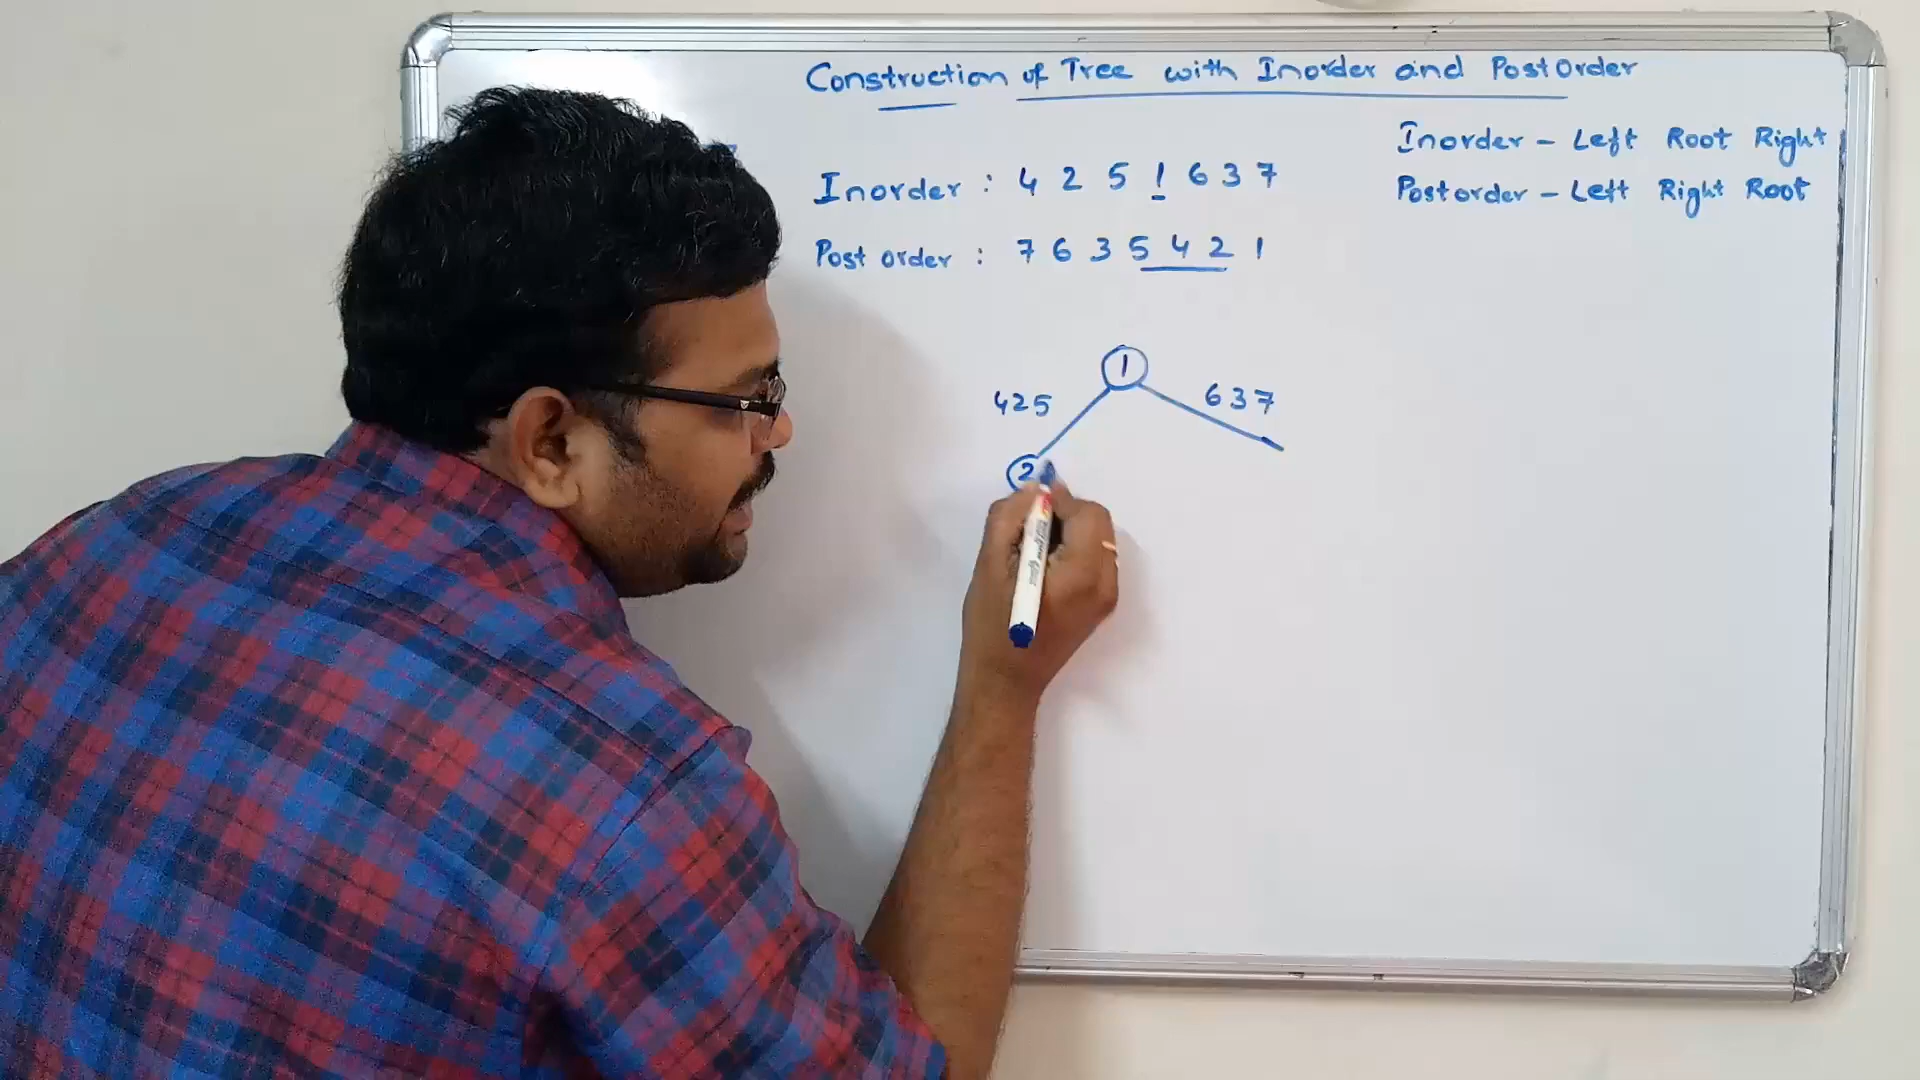 Construction of Tree with Inorder and PostOrder
Inorder - Left Root Right
Postorder - Left Right Root
Inorder : 4 2 5 1 6 3 7
Post order : 7 6 3 5 4 2 1
1
425
637
2